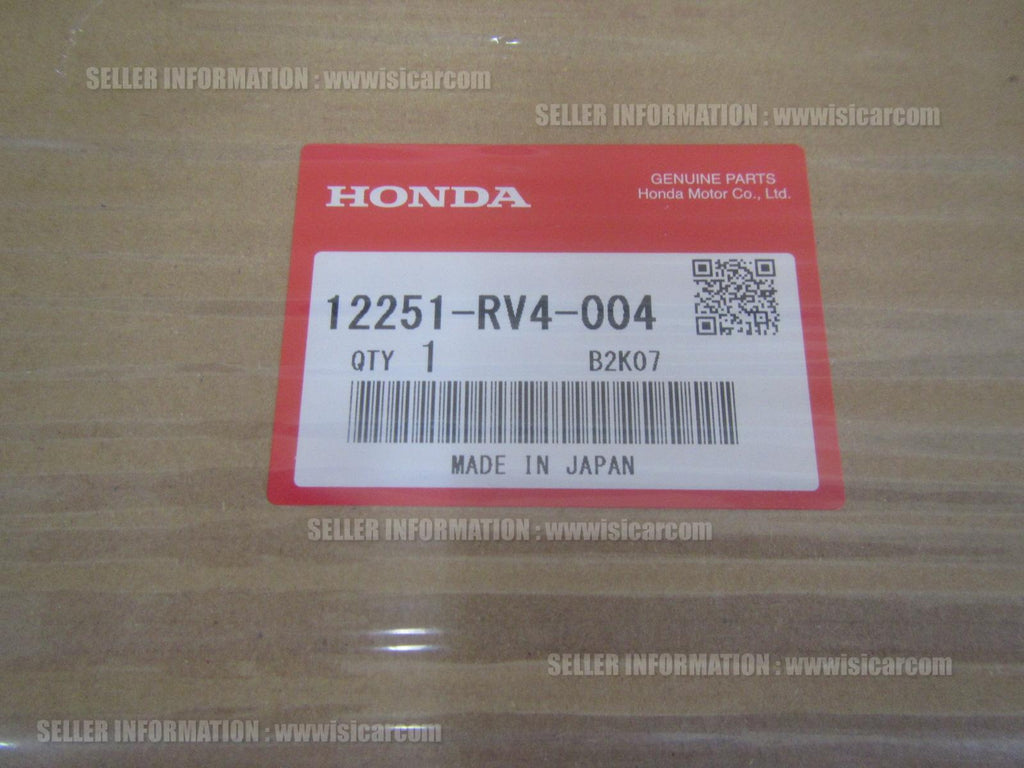 SELLER INFORMATION : wwwisicarcom
SELLER INFORMATION : wwwisicarcom
HONDA
GENUINE PARTS
Honda Motor Co., Ltd.
12251-RV4-004
QTY 1 B2K07
MADE IN JAPAN
SELLER INFORMATION : wwwisicarcom
SELLER INFORMATION : wwwisicarcom
SELLER INFORMATION : wwwisicarcom